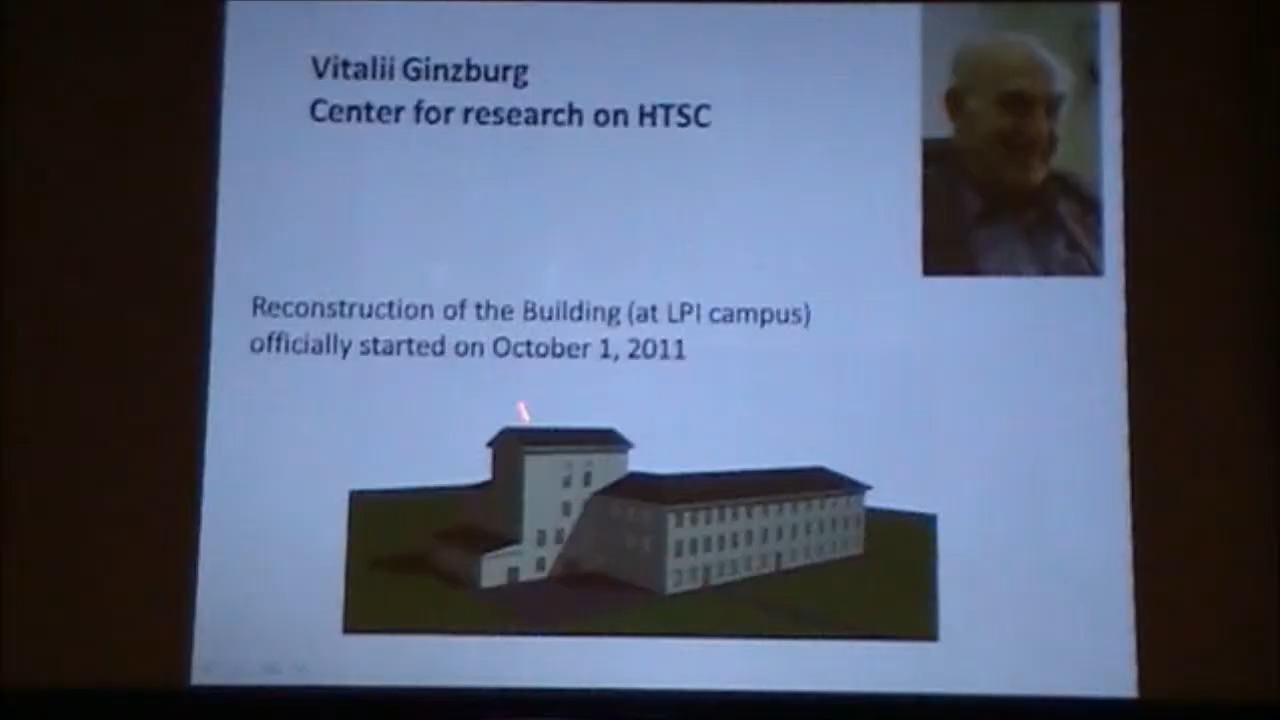 Vitalii Ginzburg
Center for research on HTSC
Reconstruction of the Building (at LPI campus)
officially started on October 1, 2011